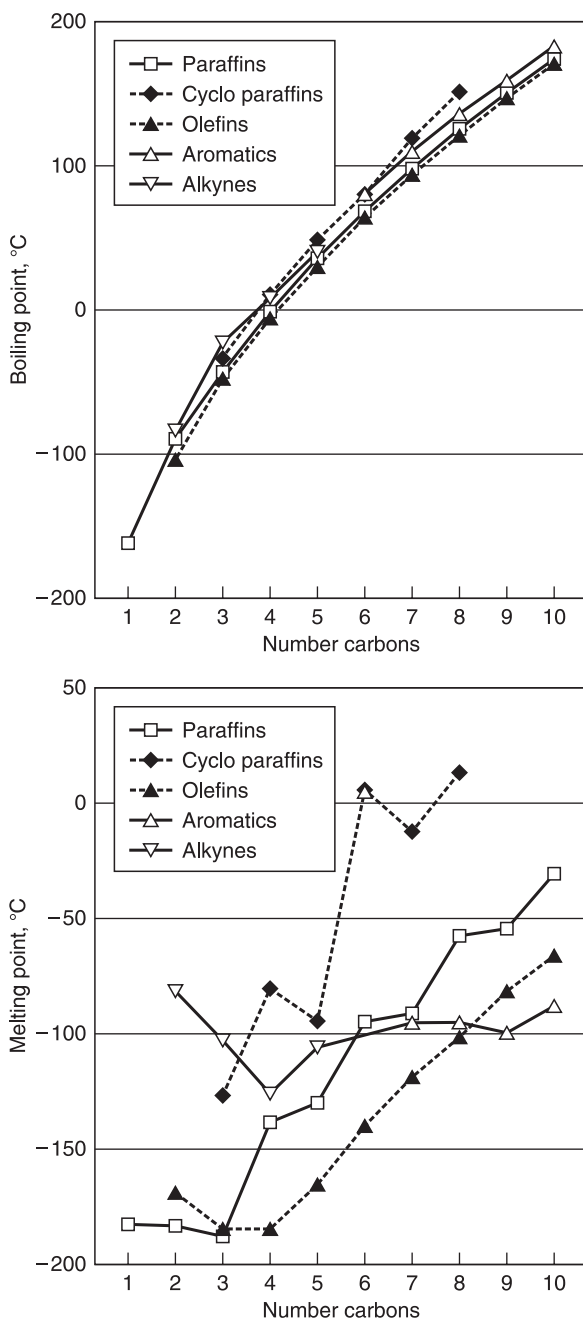 200
100
0
−100
−200
Boiling point, °C
Paraffins
Cyclo paraffins
Olefins
Aromatics
Alkynes
1 2 3 4 5 6 7 8 9 10
Number carbons
50
0
−50
−100
−150
−200
Melting point, °C
Paraffins
Cyclo paraffins
Olefins
Aromatics
Alkynes
1 2 3 4 5 6 7 8 9 10
Number carbons